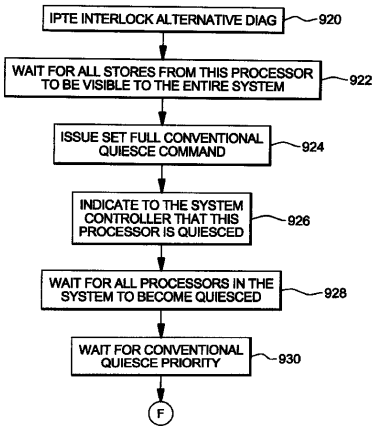 IPTE INTERLOCK ALTERNATIVE DIAG
920
WAIT FOR ALL STORES FROM THIS PROCESSOR
TO BE VISIBLE TO THE ENTIRE SYSTEM
922
ISSUE SET FULL CONVENTIONAL
QUIESCE COMMAND
924
INDICATE TO THE SYSTEM
CONTROLLER THAT THIS
PROCESSOR IS QUIESCED
926
WAIT FOR ALL PROCESSORS IN THE
SYSTEM TO BECOME QUIESCED
928
WAIT FOR CONVENTIONAL
QUIESCE PRIORITY
930
F